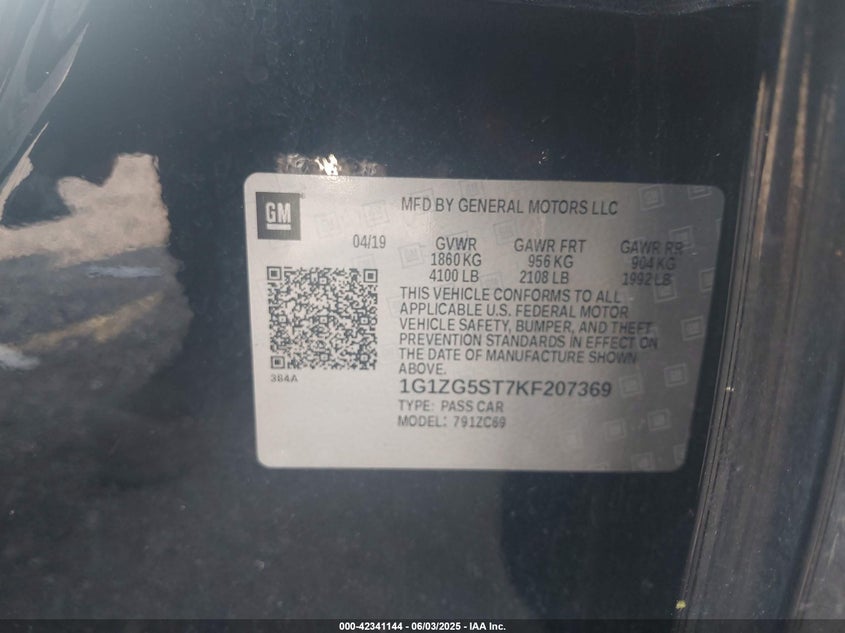 GM
MFD BY GENERAL MOTORS LLC
04/19 GVWR GAWR FRT GAWR RR
1860 KG 956 KG 904 KG
4100 LB 2108 LB 1992 LB
THIS VEHICLE CONFORMS TO ALL
APPLICABLE U.S. FEDERAL MOTOR
VEHICLE SAFETY, BUMPER, AND THEFT
PREVENTION STANDARDS IN EFFECT ON
THE DATE OF MANUFACTURE SHOWN
ABOVE.
384A
1G1ZG5ST7KF207369
TYPE: PASS CAR
MODEL: 791ZC69
000-42341144 | 06/03/2025 - IAA Inc.